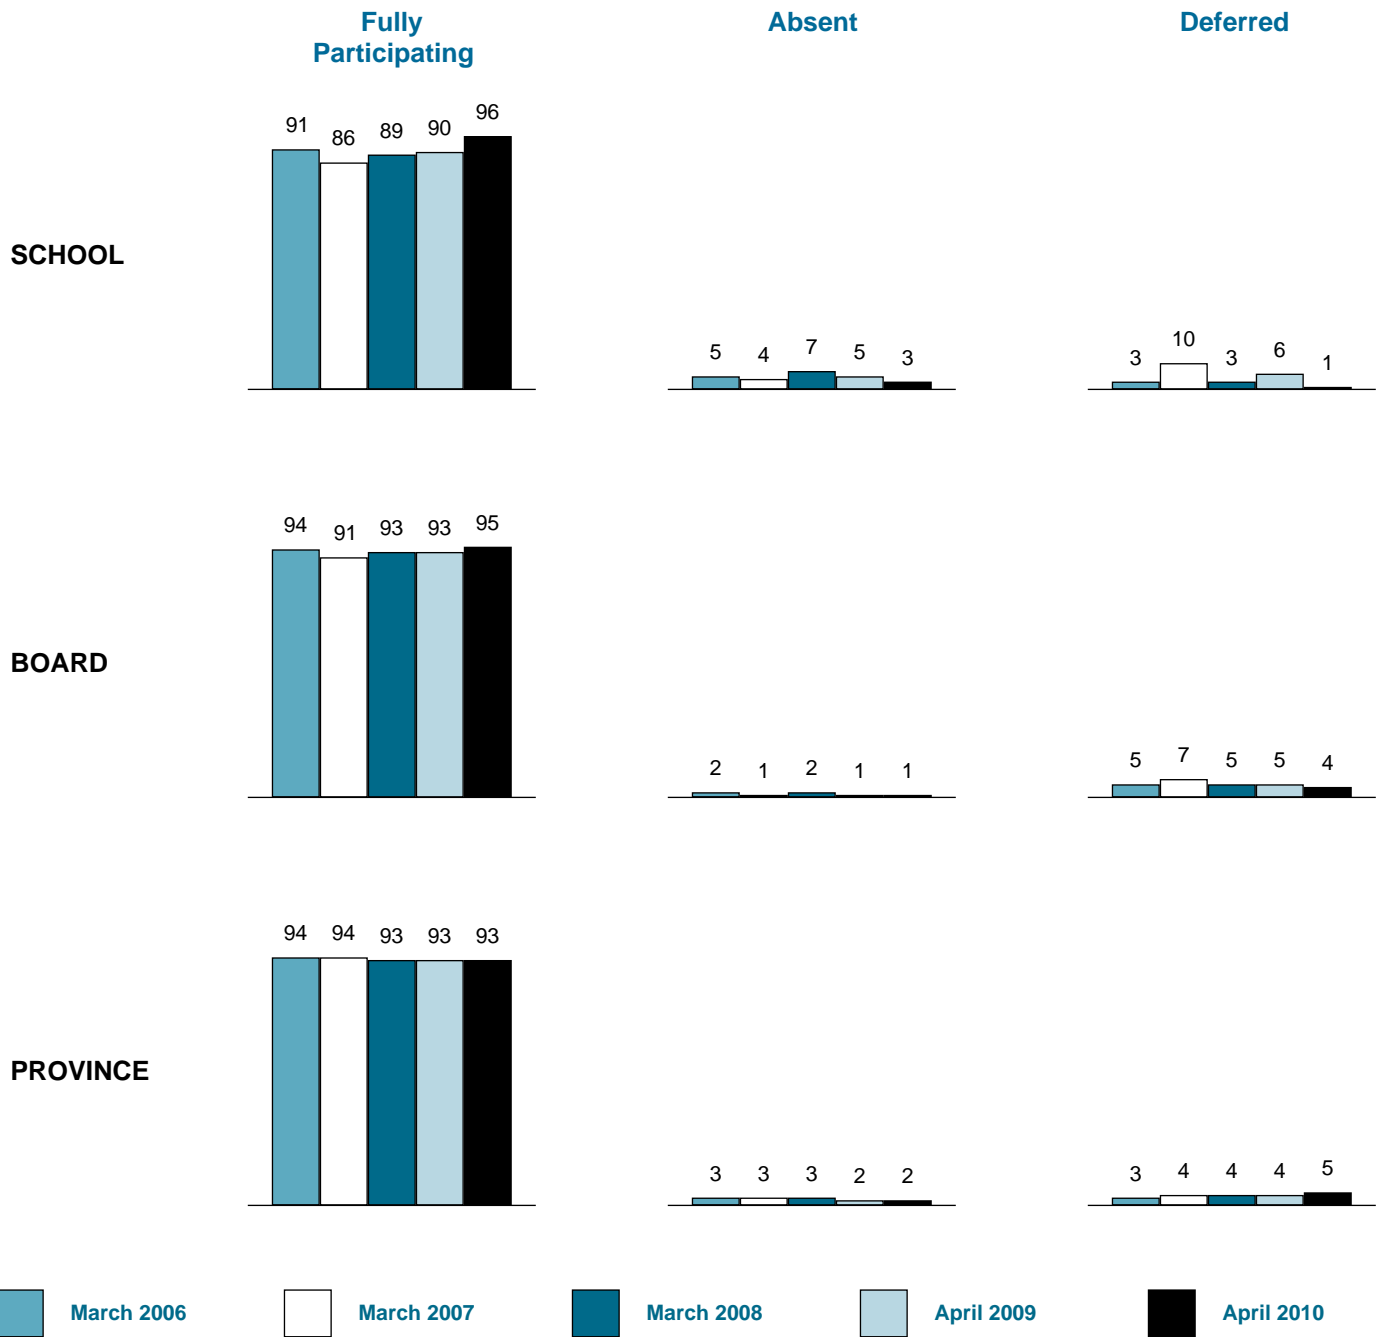 Fully
Participating
Absent
Deferred
SCHOOL
91 86 89 90 96
5 4 7 5 3
3 10 3 6 1
BOARD
94 91 93 93 95
2 1 2 1 1
5 7 5 5 4
PROVINCE
94 94 93 93 93
3 3 3 2 2
3 4 4 4 5
March 2006
March 2007
March 2008
April 2009
April 2010